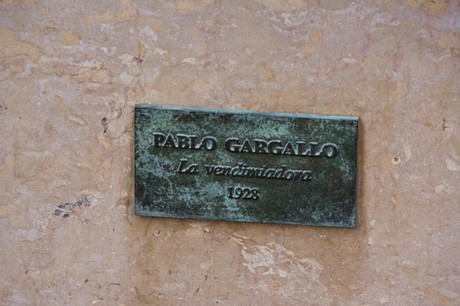 PABLO GARGALLO
La vendimiadora
1928